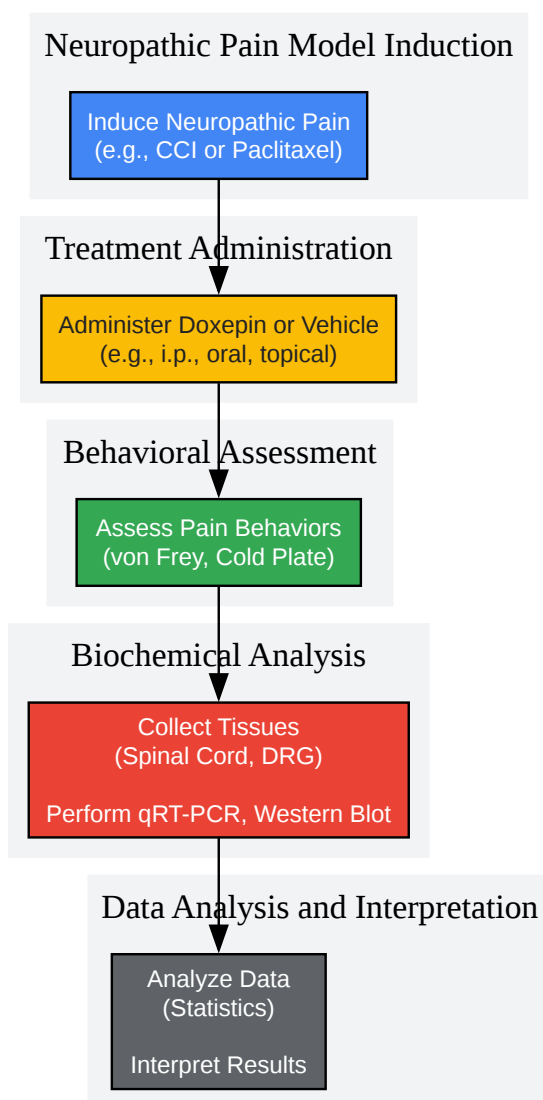 Neuropathic Pain Model Induction
Induce Neuropathic Pain
(e.g., CCI or Paclitaxel)
Treatment Administration
Administer Doxepin or Vehicle
(e.g., i.p., oral, topical)
Behavioral Assessment
Assess Pain Behaviors
(von Frey, Cold Plate)
Biochemical Analysis
Collect Tissues
(Spinal Cord, DRG)
Perform qRT-PCR, Western Blot
Data Analysis and Interpretation
Analyze Data
(Statistics)
Interpret Results